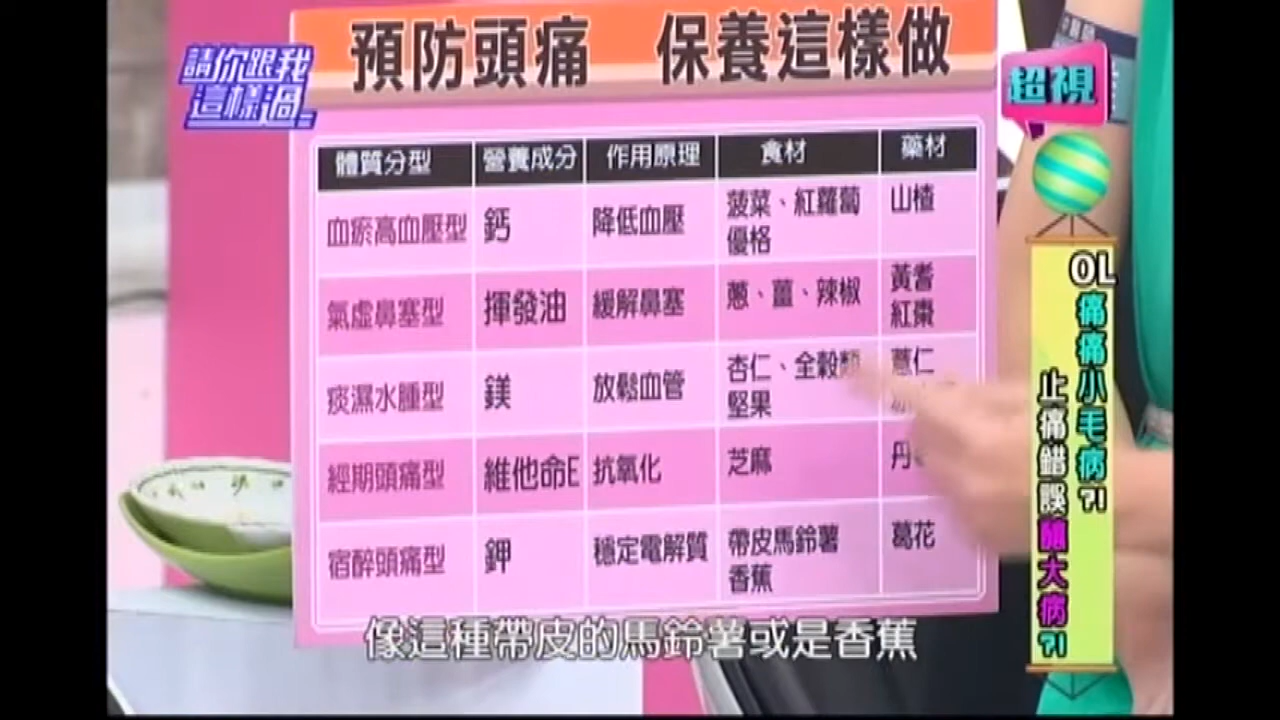 請你跟我
這樣過
預防頭痛 保養這樣做
超視
體質分型 營養成分 作用原理 食材 藥材
血瘀高血壓型 鈣 降低血壓 菠菜、紅蘿蔔 山楂
優格
氣虛鼻塞型 揮發油 緩解鼻塞 蔥、薑、辣椒 黃耆
紅棗
痰濕水腫型 鎂 放鬆血管 杏仁、全穀類 薏仁
堅果
經期頭痛型 維他命E 抗氧化 芝麻 丹
宿醉頭痛型 鉀 穩定電解質 帶皮馬鈴薯 葛花
香蕉
OL痛痛小毛病?!
止痛錯誤釀大病?!
像這種帶皮的馬鈴薯或是香蕉